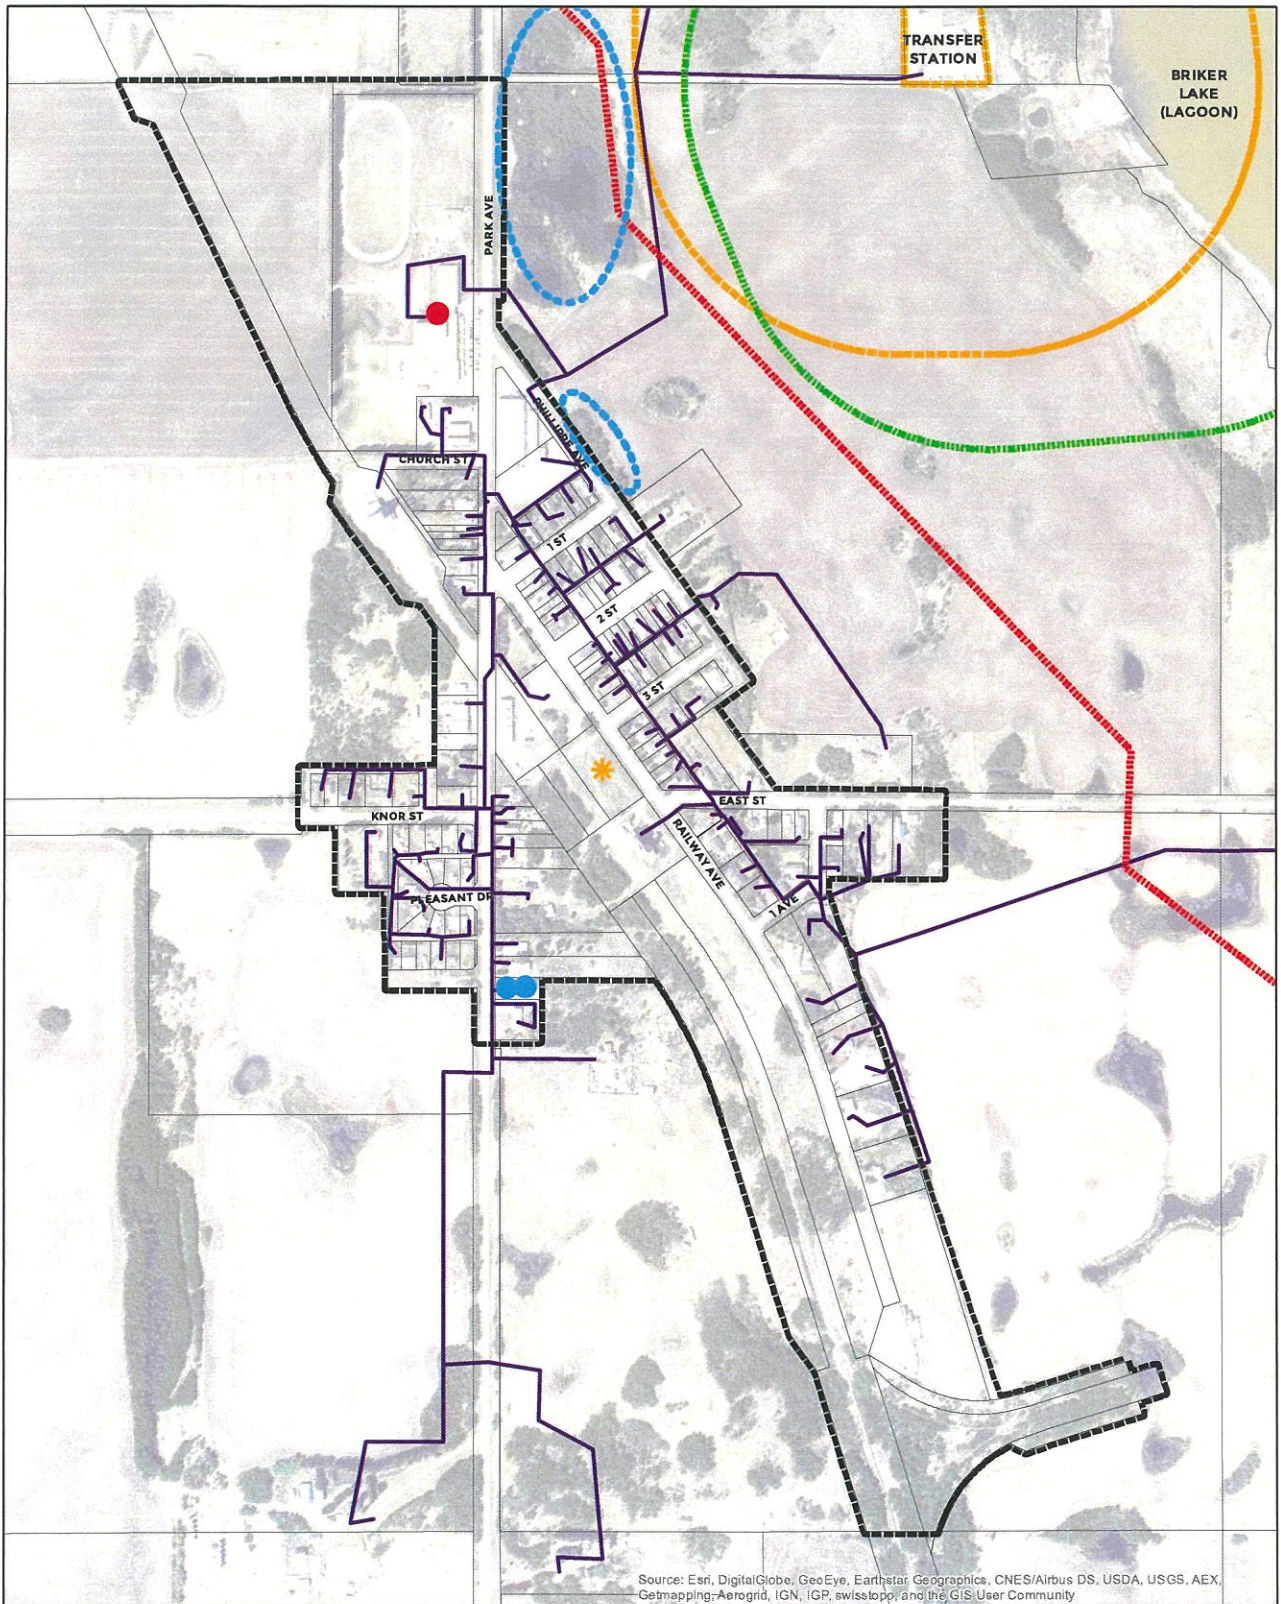 TRANSFER
STATION
BRIKER
LAKE
(LAGOON)
PARK AVE
PHILLIPPE AVE
CHURCH ST
1 ST
2 ST
3 ST
EAST ST
KNOR ST
RAILWAY AVE
PLEASANT DR
1 AVE
Source: Esri, DigitalGlobe, GeoEye, Earthstar Geographics, CNES/Airbus DS, USDA, USGS, AEX,
Getmapping, Aerogrid, IGN, IGP, swisstopo, and the GIS User Community